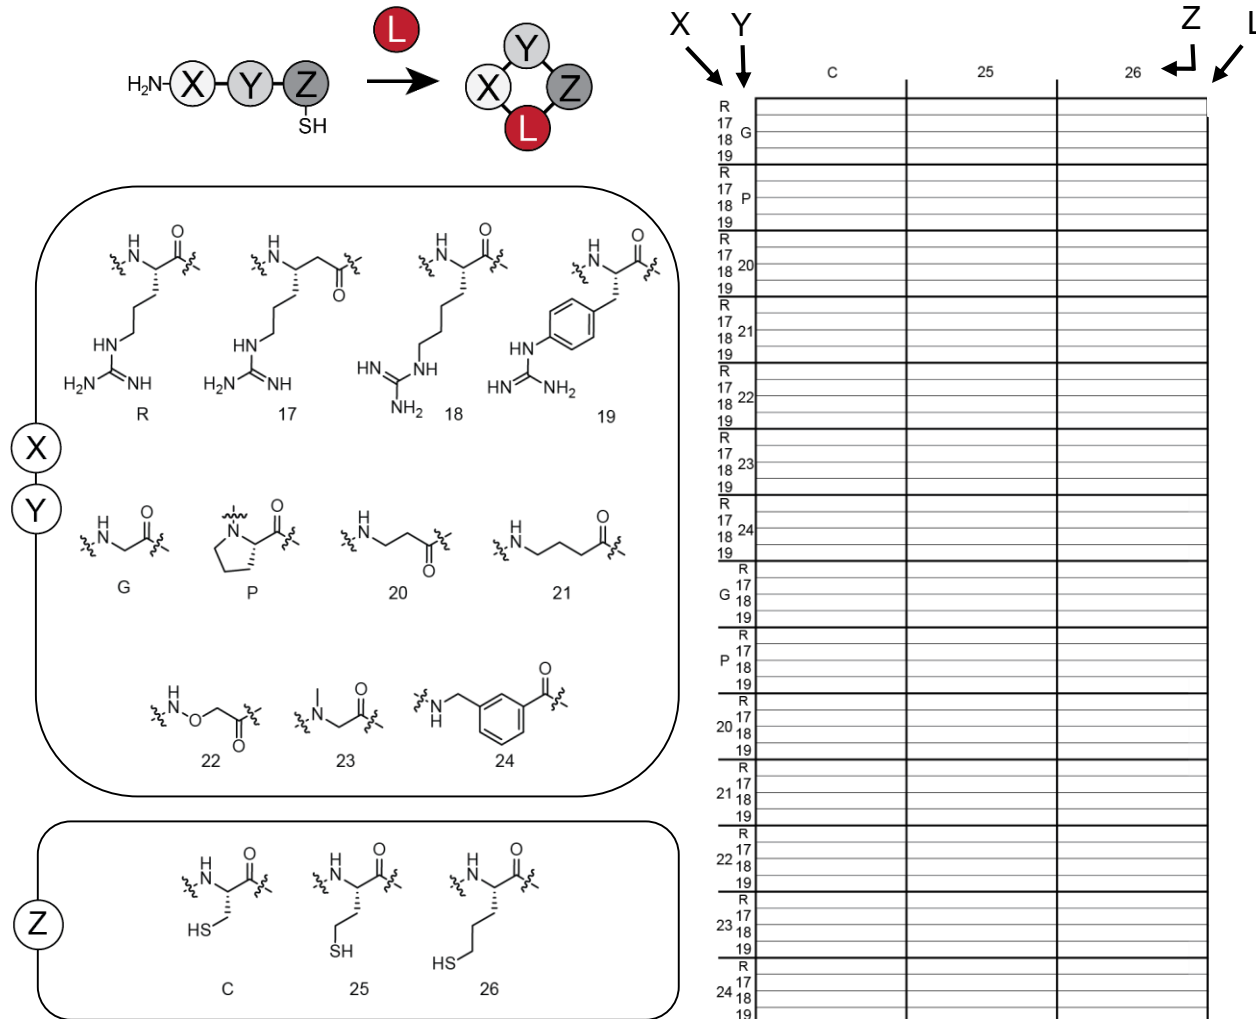 L
H₂N X Y Z
SH
X Y Z L
X Y Z L
C 25 26
H N O
HN
H₂N NH
R
H N O
HN
H₂N NH
17
H N O
HN NH
NH₂
18
H N O
HN
HN NH₂
19
X
Y
H N O
G
N O
P
H N O
20
H N O
21
H N O O
22
N O
23
N H O
24
Z
H N O
HS
C
H N O
SH
25
H N O
HS
26
R
17
18
19
G
R
17
18
19
P
R
17
18
19
20
R
17
18
19
21
R
17
18
19
22
R
17
18
19
23
R
17
18
19
24
G
R
17
18
19
P
R
17
18
19
20
R
17
18
19
21
R
17
18
19
22
R
17
18
19
23
R
17
18
19
24
R
17
18
19